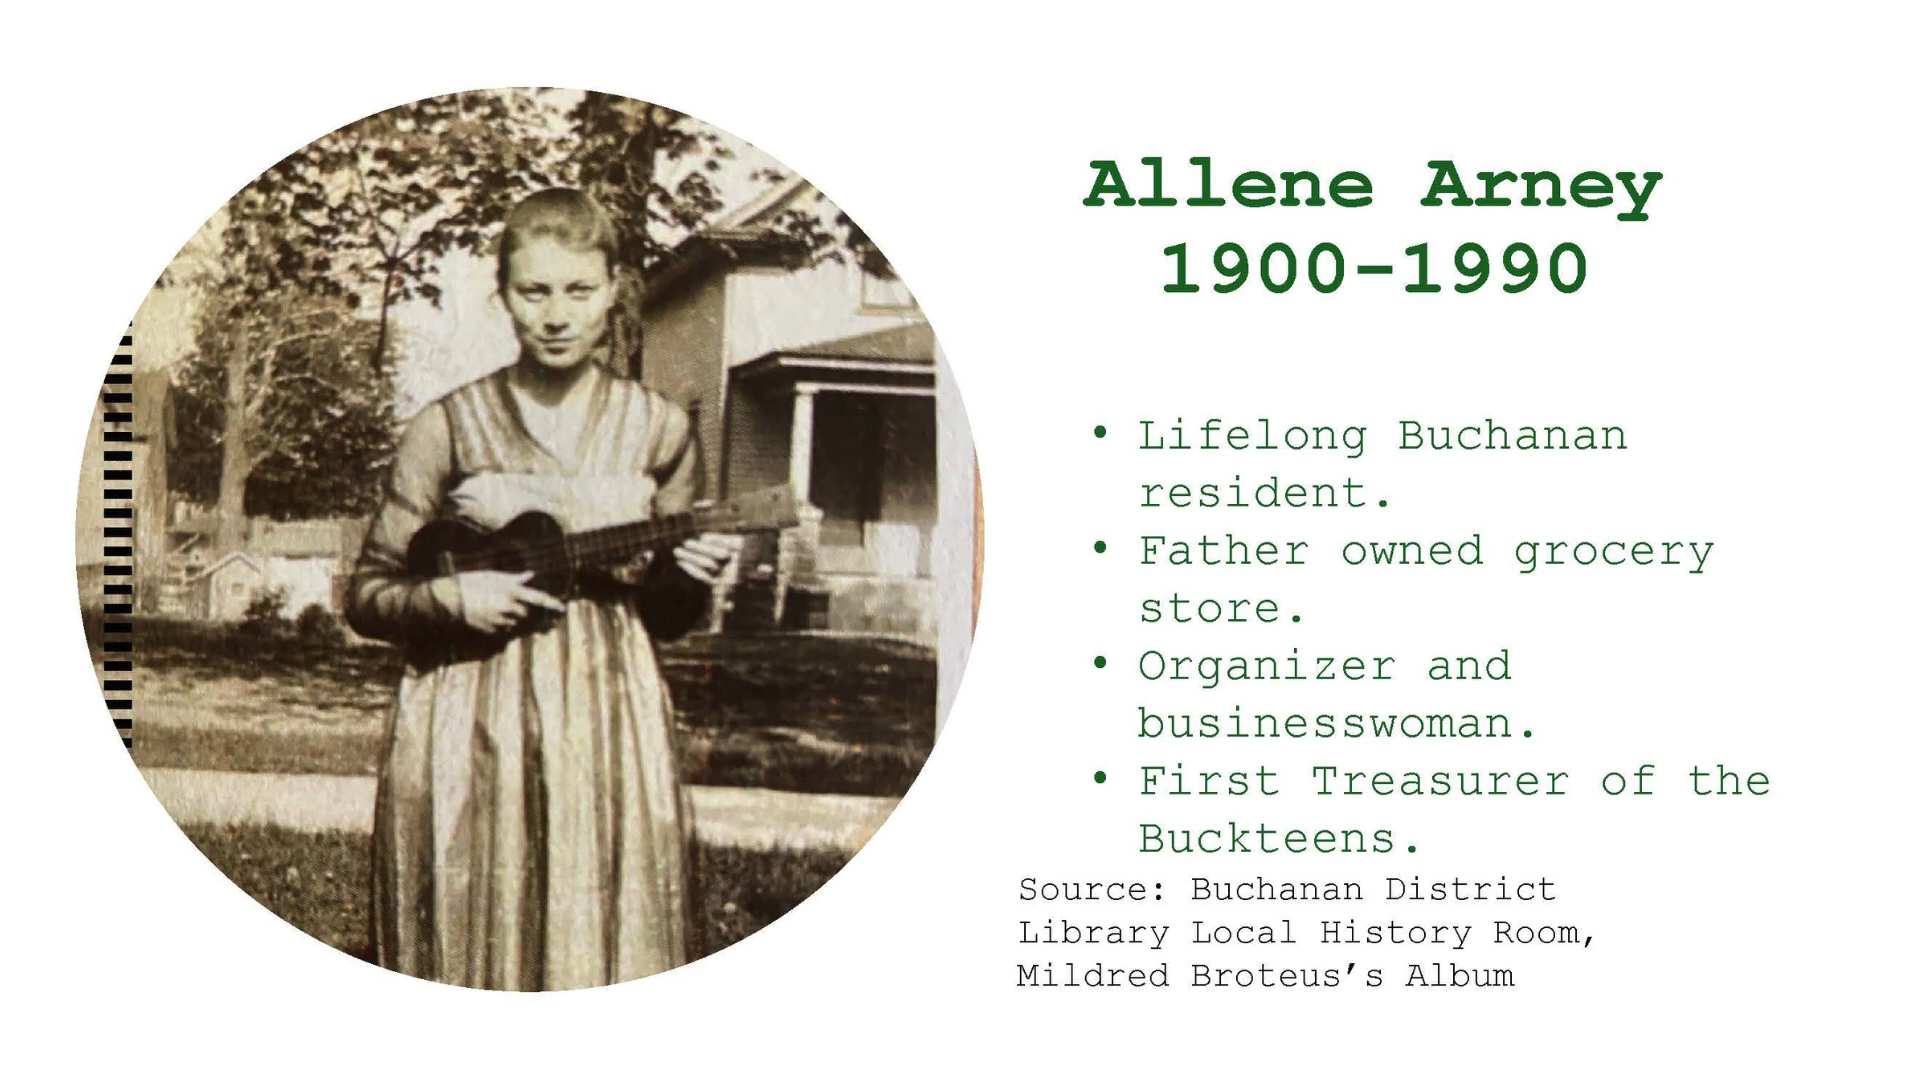 Allene Arney
1900-1990
• Lifelong Buchanan
resident.
• Father owned grocery
store.
• Organizer and
businesswoman.
• First Treasurer of the
Buckteens.
Source: Buchanan District
Library Local History Room,
Mildred Broteus’s Album